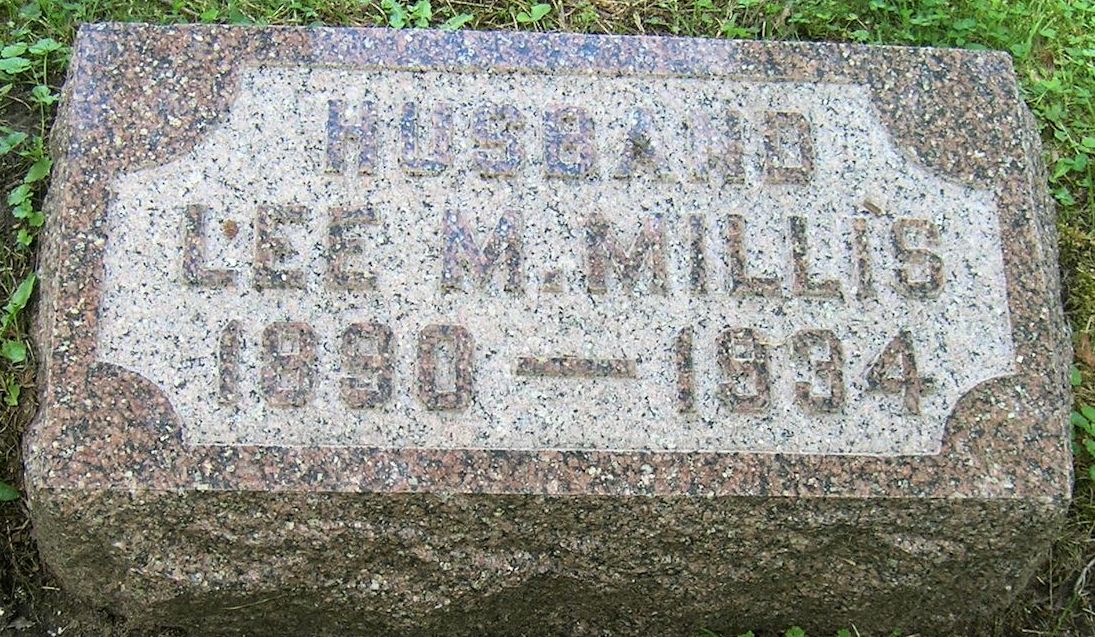 HUSBAND
LEE M. MILLIS
1890 — 1934